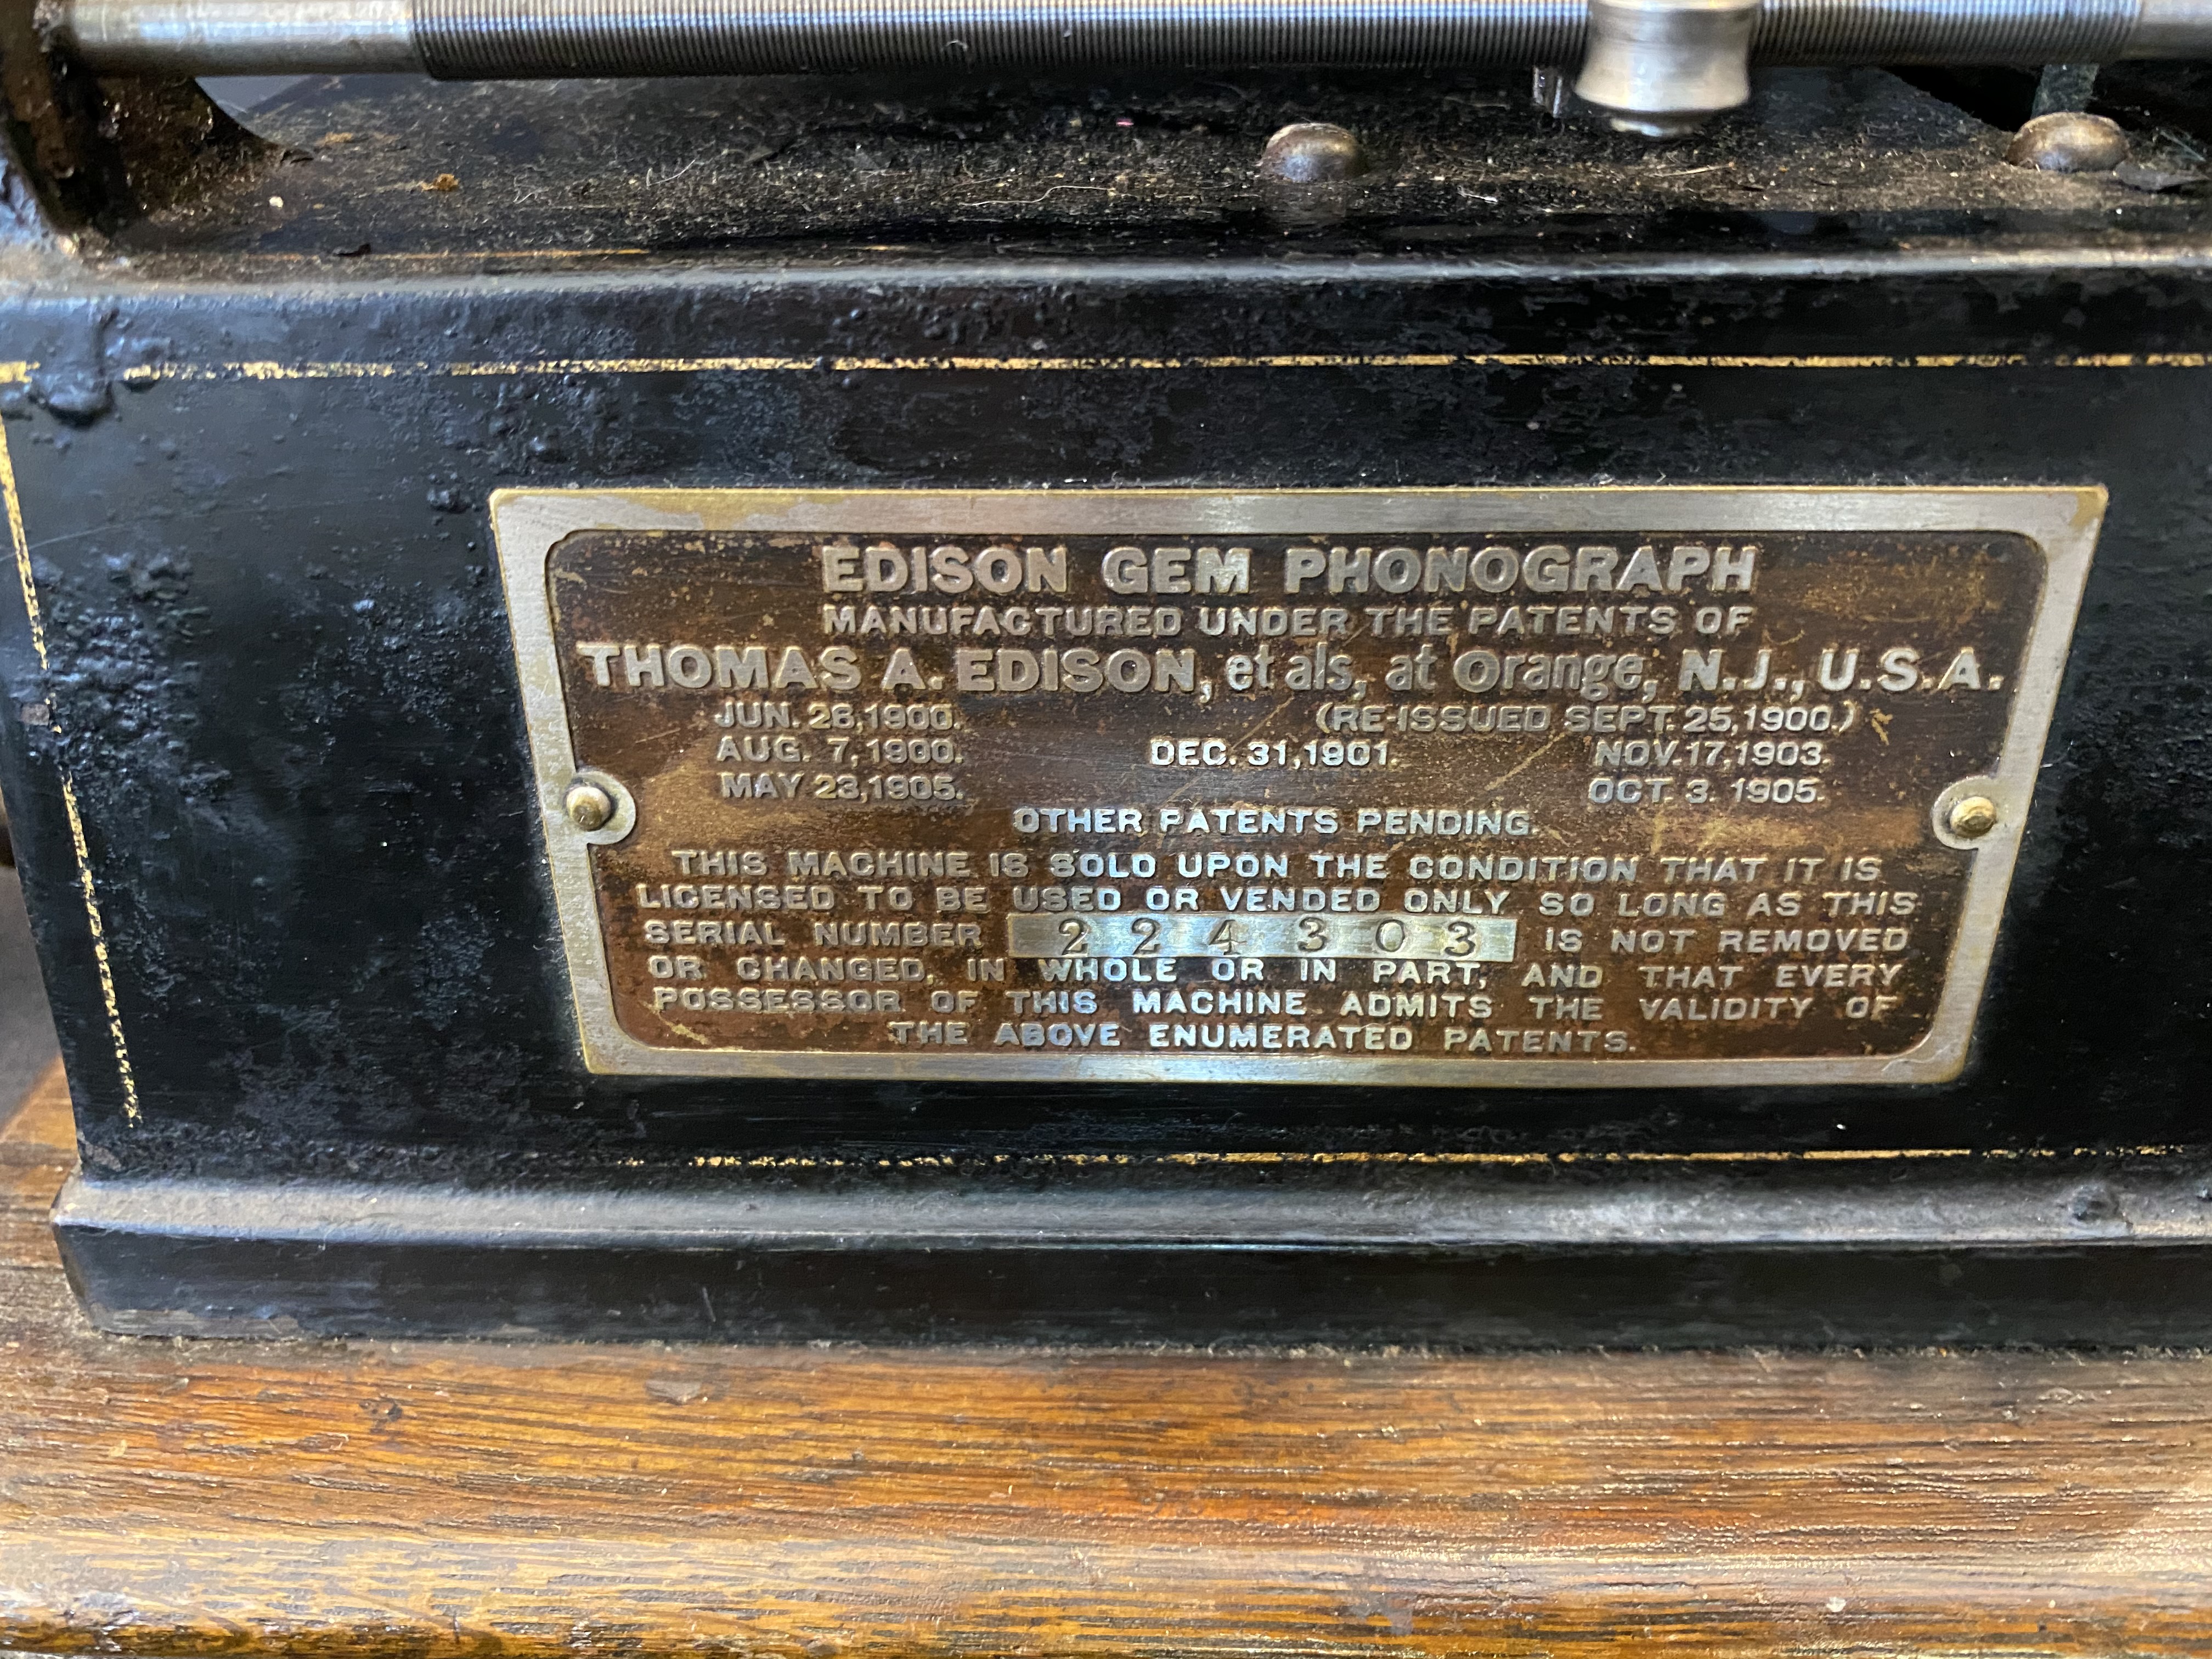 EDISON GEM PHONOGRAPH
MANUFACTURED UNDER THE PATENTS OF
THOMAS A. EDISON, et als, at Orange, N.J., U.S.A.
JUN. 26, 1900. (RE-ISSUED SEPT. 25, 1900.)
AUG. 7, 1900. DEC. 31, 1901. NOV. 17, 1903.
MAY 23, 1905. OCT. 3. 1905.
OTHER PATENTS PENDING.
THIS MACHINE IS SOLD UPON THE CONDITION THAT IT IS
LICENSED TO BE USED OR VENDED ONLY SO LONG AS THIS
SERIAL NUMBER 224303 IS NOT REMOVED
OR CHANGED, IN WHOLE OR IN PART, AND THAT EVERY
POSSESSOR OF THIS MACHINE ADMITS THE VALIDITY OF
THE ABOVE ENUMERATED PATENTS.